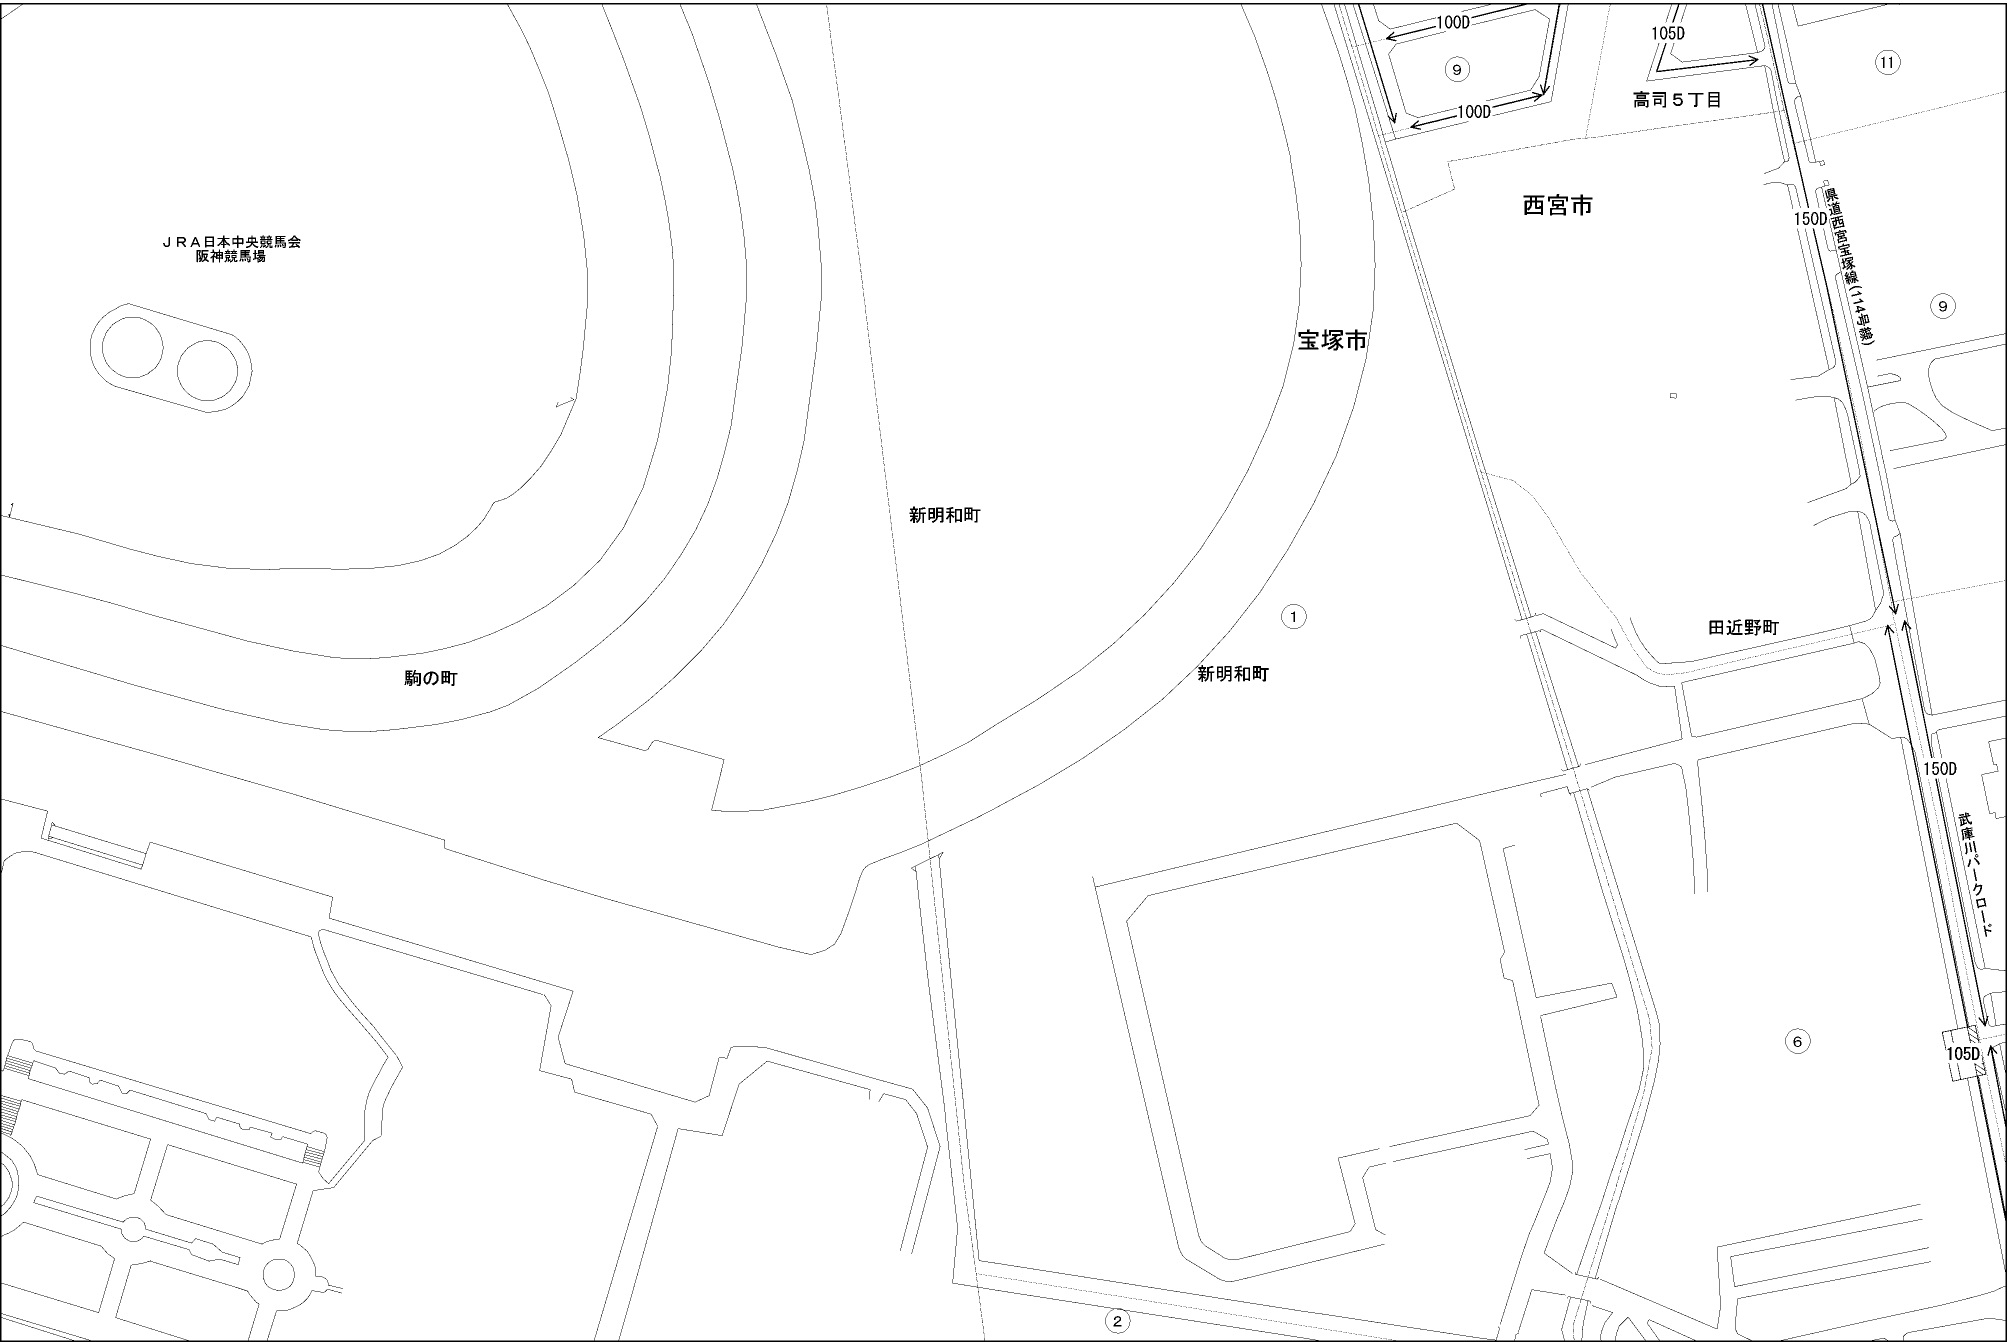 100D
105D
⑨
⑪
高司５丁目
100D
西宮市
150D
県道西宮宝塚線(114号線)
ＪＲＡ日本中央競馬会
阪神競馬場
⑨
宝塚市
新明和町
①
田近野町
駒の町
新明和町
150D
武庫川パークロード
⑥
105D
②